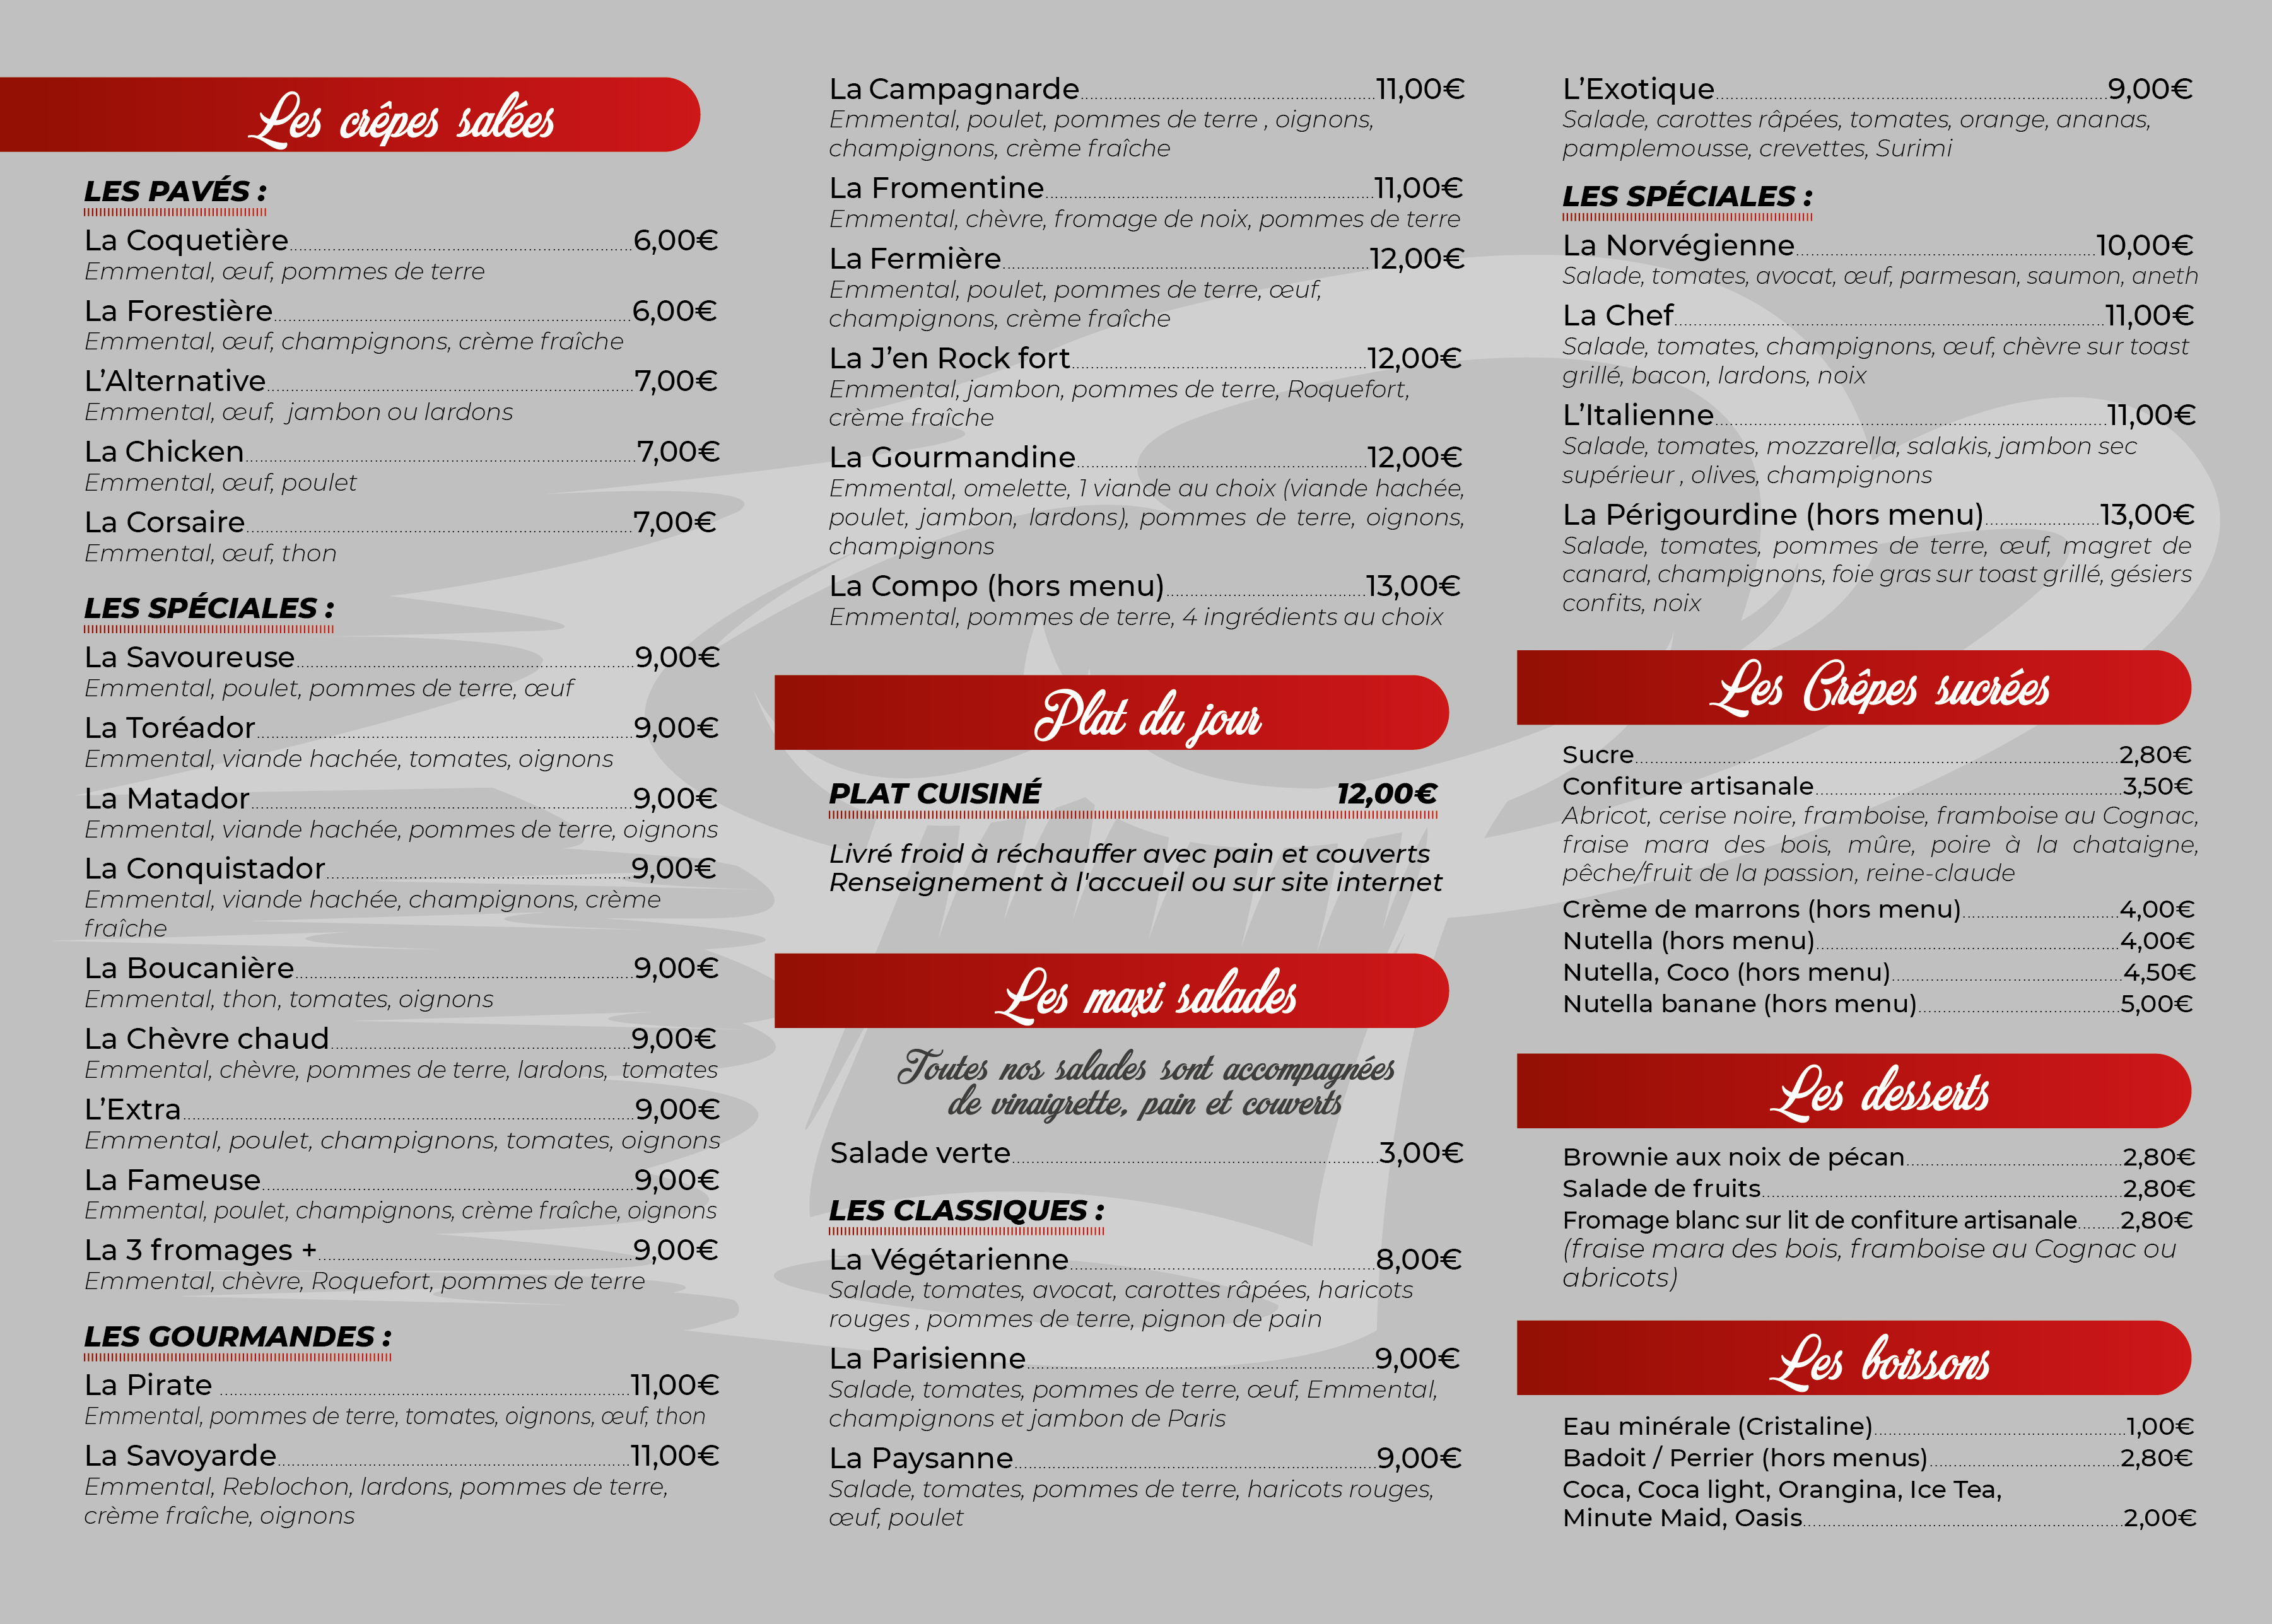 Les crêpes salées
LES PAVÉS :
La Coquetière 6,00€
Emmental, œuf, pommes de terre
La Forestière 6,00€
Emmental, œuf, champignons, crème fraîche
L’Alternative 7,00€
Emmental, œuf, jambon ou lardons
La Chicken 7,00€
Emmental, œuf, poulet
La Corsaire 7,00€
Emmental, œuf, thon
LES SPÉCIALES :
La Savoureuse 9,00€
Emmental, poulet, pommes de terre, œuf
La Toréador 9,00€
Emmental, viande hachée, tomates, oignons
La Matador 9,00€
Emmental, viande hachée, pommes de terre, oignons
La Conquistador 9,00€
Emmental, viande hachée, champignons, crème
fraîche
La Boucanière 9,00€
Emmental, thon, tomates, oignons
La Chèvre chaud 9,00€
Emmental, chèvre, pommes de terre, lardons, tomates
L’Extra 9,00€
Emmental, poulet, champignons, tomates, oignons
La Fameuse 9,00€
Emmental, poulet, champignons, crème fraîche, oignons
La 3 fromages + 9,00€
Emmental, chèvre, Roquefort, pommes de terre
LES GOURMANDES :
La Pirate 11,00€
Emmental, pommes de terre, tomates, oignons, œuf, thon
La Savoyarde 11,00€
Emmental, Reblochon, lardons, pommes de terre,
crème fraîche, oignons
La Campagnarde 11,00€
Emmental, poulet, pommes de terre , oignons,
champignons, crème fraîche
La Fromentine 11,00€
Emmental, chèvre, fromage de noix, pommes de terre
La Fermière 12,00€
Emmental, poulet, pommes de terre, œuf,
champignons, crème fraîche
La J’en Rock fort 12,00€
Emmental, jambon, pommes de terre, Roquefort,
crème fraîche
La Gourmandine 12,00€
Emmental, omelette, 1 viande au choix (viande hachée,
poulet, jambon, lardons), pommes de terre, oignons,
champignons
La Compo (hors menu) 13,00€
Emmental, pommes de terre, 4 ingrédients au choix
Plat du jour
PLAT CUISINÉ 12,00€
Livré froid à réchauffer avec pain et couverts
Renseignement à l'accueil ou sur site internet
Les maxi salades
Toutes nos salades sont accompagnées
de vinaigrette, pain et couverts
Salade verte 3,00€
LES CLASSIQUES :
La Végétarienne 8,00€
Salade, tomates, avocat, carottes râpées, haricots
rouges , pommes de terre, pignon de pain
La Parisienne 9,00€
Salade, tomates, pommes de terre, œuf, Emmental,
champignons et jambon de Paris
La Paysanne 9,00€
Salade, tomates, pommes de terre, haricots rouges,
œuf, poulet
L’Exotique 9,00€
Salade, carottes râpées, tomates, orange, ananas,
pamplemousse, crevettes, Surimi
LES SPÉCIALES :
La Norvégienne 10,00€
Salade, tomates, avocat, œuf, parmesan, saumon, aneth
La Chef 11,00€
Salade, tomates, champignons, œuf, chèvre sur toast
grillé, bacon, lardons, noix
L’Italienne 11,00€
Salade, tomates, mozzarella, salakis, jambon sec
supérieur , olives, champignons
La Périgourdine (hors menu) 13,00€
Salade, tomates, pommes de terre, œuf, magret de
canard, champignons, foie gras sur toast grillé, gésiers
confits, noix
Les Crêpes sucrées
Sucre 2,80€
Confiture artisanale 3,50€
Abricot, cerise noire, framboise, framboise au Cognac,
fraise mara des bois, mûre, poire à la chataigne,
pêche/fruit de la passion, reine-claude
Crème de marrons (hors menu) 4,00€
Nutella (hors menu) 4,00€
Nutella, Coco (hors menu) 4,50€
Nutella banane (hors menu) 5,00€
Les desserts
Brownie aux noix de pécan 2,80€
Salade de fruits 2,80€
Fromage blanc sur lit de confiture artisanale 2,80€
(fraise mara des bois, framboise au Cognac ou
abricots)
Les boissons
Eau minérale (Cristaline) 1,00€
Badoit / Perrier (hors menus) 2,80€
Coca, Coca light, Orangina, Ice Tea,
Minute Maid, Oasis 2,00€